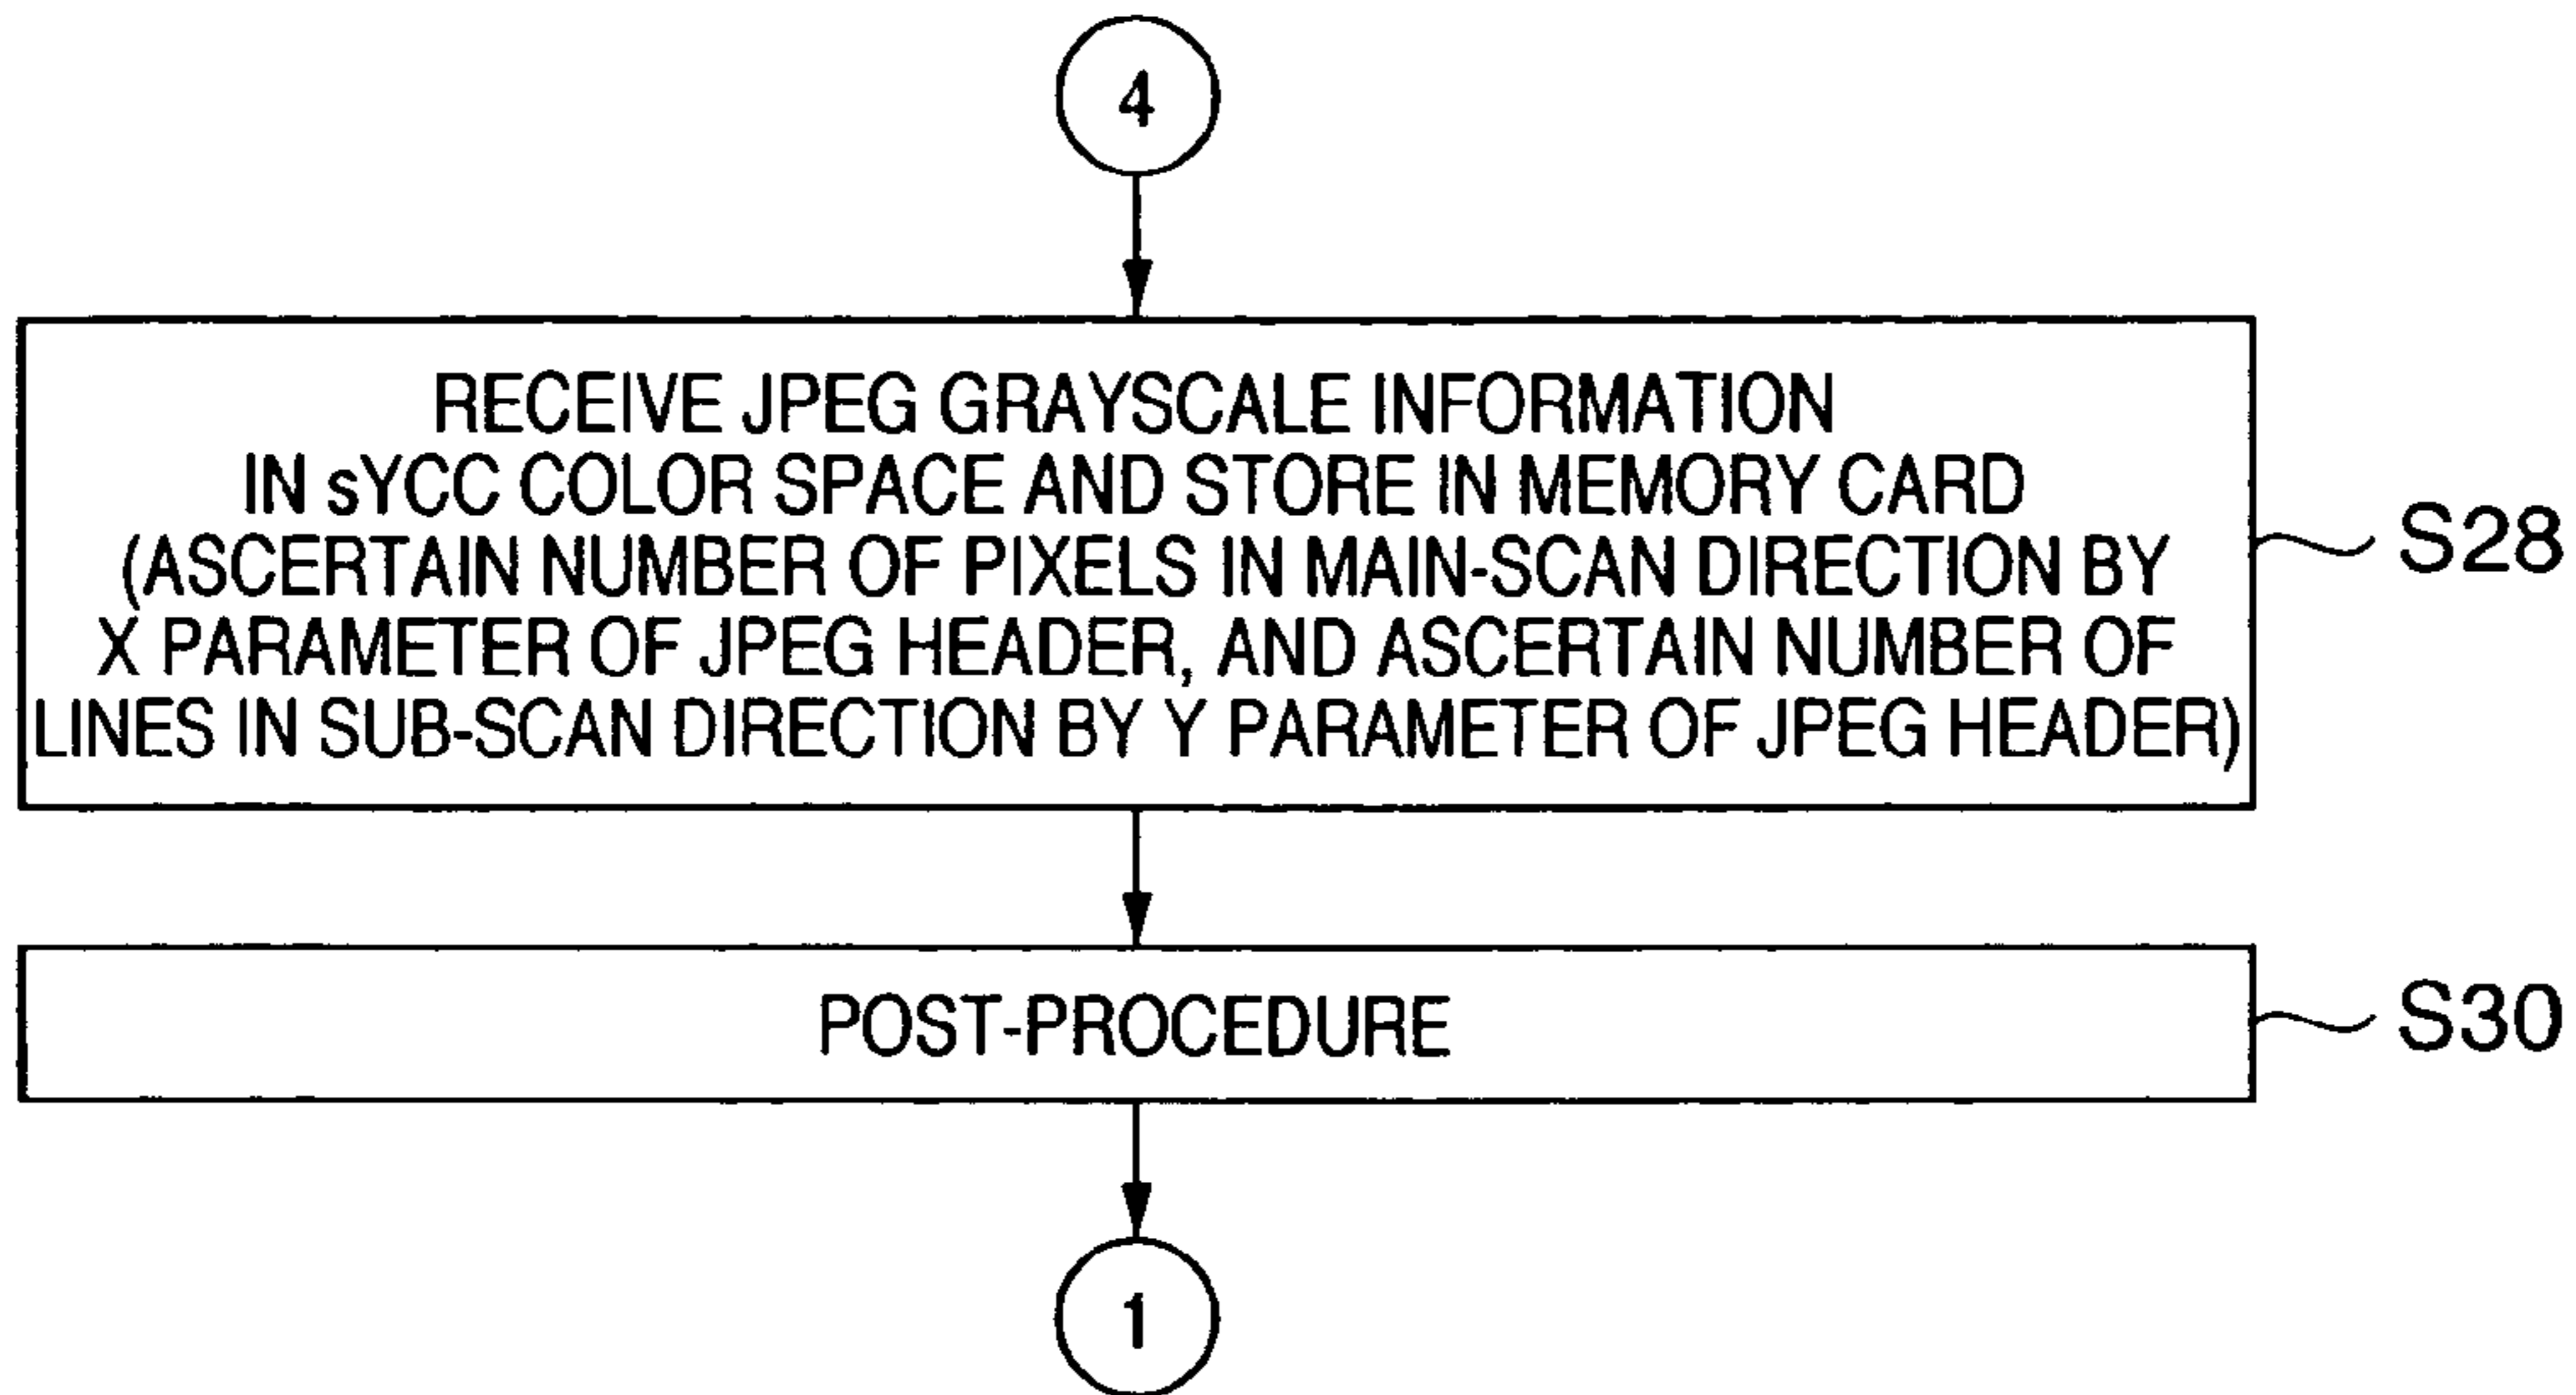 4
RECEIVE JPEG GRAYSCALE INFORMATION
IN sYCC COLOR SPACE AND STORE IN MEMORY CARD
(ASCERTAIN NUMBER OF PIXELS IN MAIN-SCAN DIRECTION BY
X PARAMETER OF JPEG HEADER, AND ASCERTAIN NUMBER OF
LINES IN SUB-SCAN DIRECTION BY Y PARAMETER OF JPEG HEADER)
S28
POST-PROCEDURE
S30
1